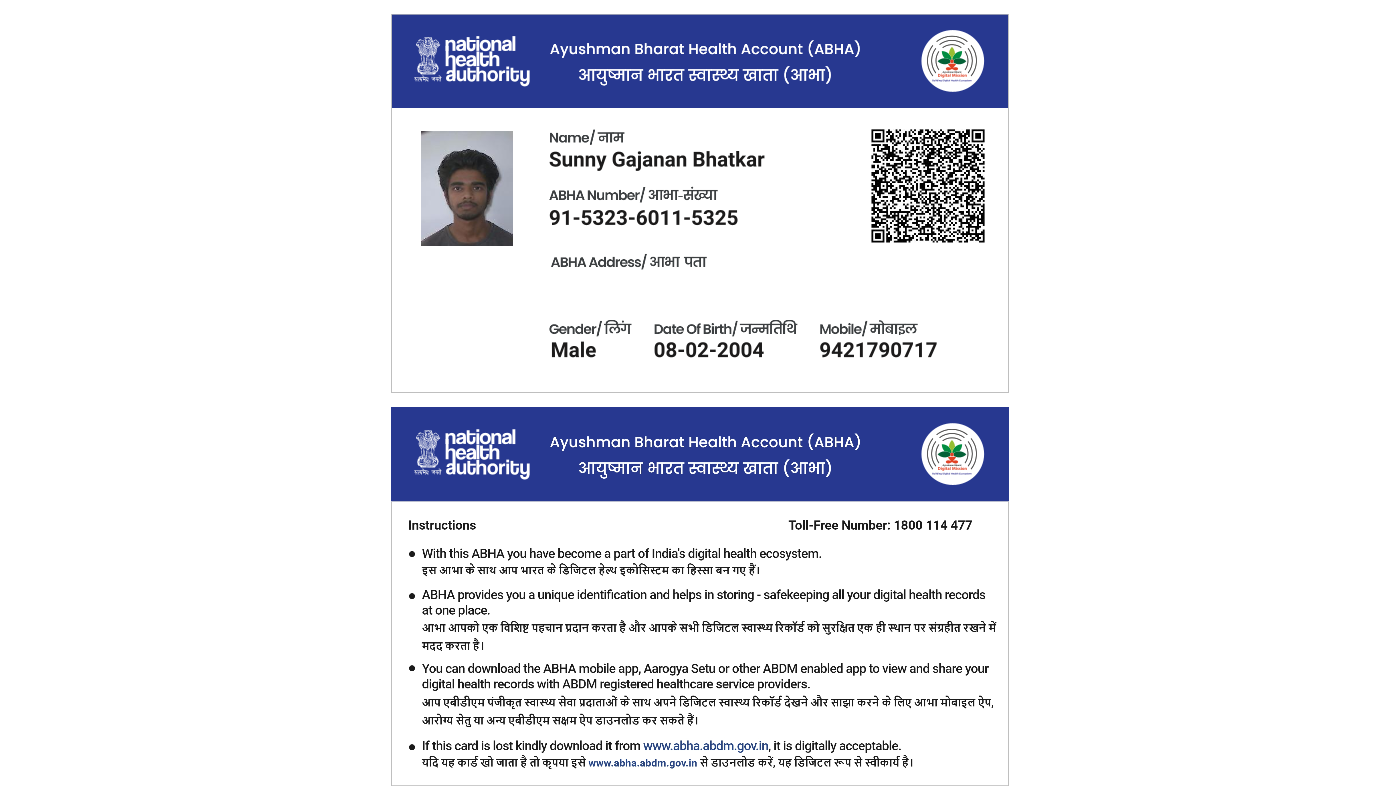 national
health
authority
सत्यमेव जयते
Ayushman Bharat Health Account (ABHA)
आयुष्मान भारत स्वास्थ्य खाता (आभा)
Digital Mission
Name/ नाम
Sunny Gajanan Bhatkar
ABHA Number/ आभा-संख्या
91-5323-6011-5325
ABHA Address/ आभा पता
Gender/ लिंग Date Of Birth/ जन्मतिथि Mobile/ मोबाइल
Male 08-02-2004 9421790717
national
health
authority
सत्यमेव जयते
Ayushman Bharat Health Account (ABHA)
आयुष्मान भारत स्वास्थ्य खाता (आभा)
Digital Mission
Instructions Toll-Free Number: 1800 114 477
● With this ABHA you have become a part of India's digital health ecosystem.
इस आभा के साथ आप भारत के डिजिटल हेल्थ इकोसिस्टम का हिस्सा बन गए हैं।
● ABHA provides you a unique identification and helps in storing - safekeeping all your digital health records
at one place.
आभा आपको एक विशिष्ट पहचान प्रदान करता है और आपके सभी डिजिटल स्वास्थ्य रिकॉर्ड को सुरक्षित एक ही स्थान पर संग्रहीत रखने में
मदद करता है।
● You can download the ABHA mobile app, Aarogya Setu or other ABDM enabled app to view and share your
digital health records with ABDM registered healthcare service providers.
आप एबीडीएम पंजीकृत स्वास्थ्य सेवा प्रदाताओं के साथ अपने डिजिटल स्वास्थ्य रिकॉर्ड देखने और साझा करने के लिए आभा मोबाइल ऐप,
आरोग्य सेतु या अन्य एबीडीएम सक्षम ऐप डाउनलोड कर सकते हैं।
● If this card is lost kindly download it from www.abha.abdm.gov.in, it is digitally acceptable.
यदि यह कार्ड खो जाता है तो कृपया इसे www.abha.abdm.gov.in से डाउनलोड करें, यह डिजिटल रूप से स्वीकार्य है।